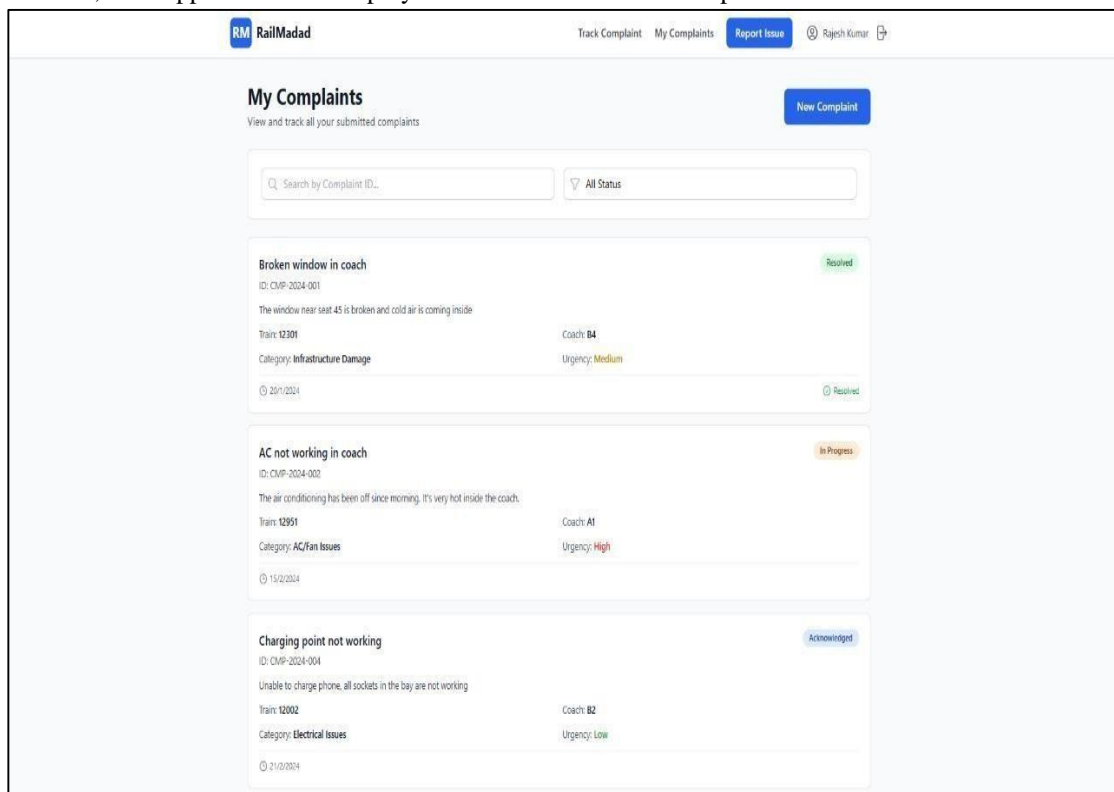 RM RailMadad Track Complaint My Complaints Report Issue Rajesh Kumar
My Complaints
New Complaint
View and track all your submitted complaints
Search by Complaint ID... All Status
Broken window in coach Resolved
ID: CMP-2024-001
The window near seat 45 is broken and cold air is coming inside
Train: 12301 Coach: B4
Category: Infrastructure Damage Urgency: Medium
20/1/2024 Resolved
AC not working in coach In Progress
ID: CMP-2024-002
The air conditioning has been off since morning. It's very hot inside the coach.
Train: 12951 Coach: A1
Category: AC/Fan Issues Urgency: High
15/2/2024
Charging point not working Acknowledged
ID: CMP-2024-004
Unable to charge phone, all sockets in the bay are not working
Train: 12002 Coach: B2
Category: Electrical Issues Urgency: Low
21/2/2024